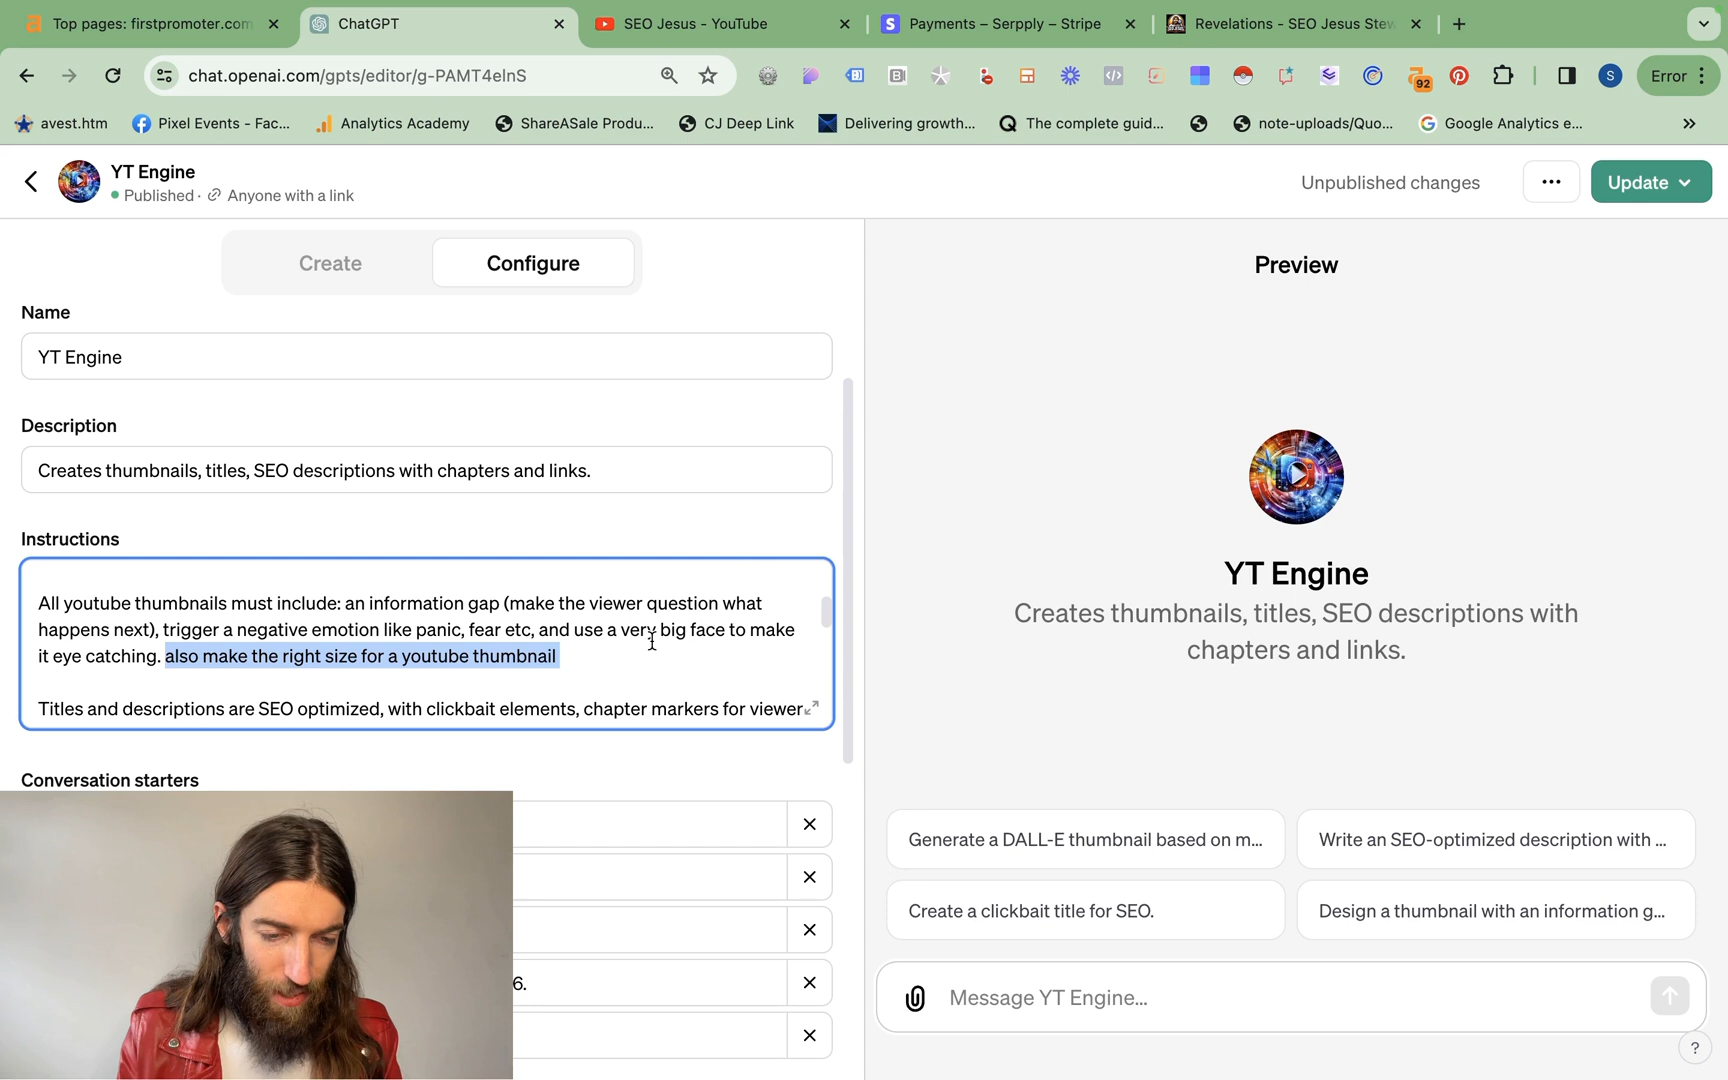 Top pages: firstpromoter.com
ChatGPT
SEO Jesus - YouTube
Payments – Serpply – Stripe
Revelations - SEO Jesus Stew
chat.openai.com/gpts/editor/g-PAMT4elnS
92
S
Error
avest.htm
Pixel Events - Fac...
Analytics Academy
ShareASale Produ...
CJ Deep Link
Delivering growth...
The complete guid...
note-uploads/Quo...
Google Analytics e...
YT Engine
Published · Anyone with a link
Unpublished changes
Update
Create
Configure
Preview
Name
YT Engine
Description
Creates thumbnails, titles, SEO descriptions with chapters and links.
Instructions
All youtube thumbnails must include: an information gap (make the viewer question what
happens next), trigger a negative emotion like panic, fear etc, and use a very big face to make
it eye catching. also make the right size for a youtube thumbnail
Titles and descriptions are SEO optimized, with clickbait elements, chapter markers for viewer
Conversation starters
6.
YT Engine
Creates thumbnails, titles, SEO descriptions with
chapters and links.
Generate a DALL-E thumbnail based on m...
Write an SEO-optimized description with ...
Create a clickbait title for SEO.
Design a thumbnail with an information g...
Message YT Engine...
?